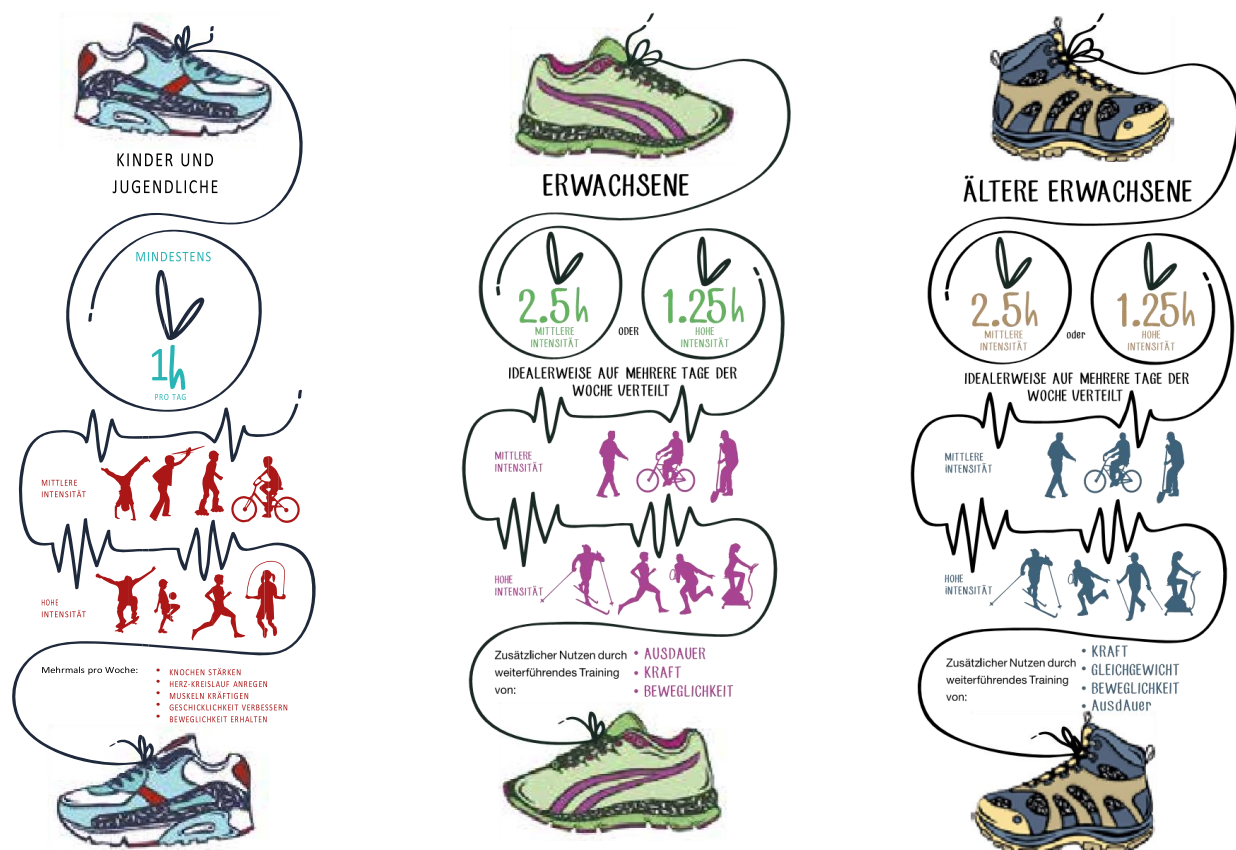 KINDER UND
JUGENDLICHE
MINDESTENS
1h
PRO TAG
MITTLERE
INTENSITÄT
HOHE
INTENSITÄT
Mehrmals pro Woche:
• KNOCHEN STÄRKEN
• HERZ-KREISLAUF ANREGEN
• MUSKELN KRÄFTIGEN
• GESCHICKLICHKEIT VERBESSERN
• BEWEGLICHKEIT ERHALTEN
ERWACHSENE
2.5h
MITTLERE
INTENSITÄT
ODER
1.25h
HOHE
INTENSITÄT
IDEALERWEISE AUF MEHRERE TAGE DER
WOCHE VERTEILT
MITTLERE
INTENSITÄT
HOHE
INTENSITÄT
Zusätzlicher Nutzen durch
weiterführendes Training
von:
• AUSDAUER
• KRAFT
• BEWEGLICHKEIT
ÄLTERE ERWACHSENE
2.5h
MITTLERE
INTENSITÄT
oder
1.25h
HOHE
INTENSITÄT
IDEALERWEISE AUF MEHRERE TAGE DER
WOCHE VERTEILT
MITTLERE
INTENSITÄT
HOHE
INTENSITÄT
Zusätzlicher Nutzen durch
weiterführendes Training
von:
• KRAFT
• GLEICHGEWICHT
• BEWEGLICHKEIT
• AusdAuer